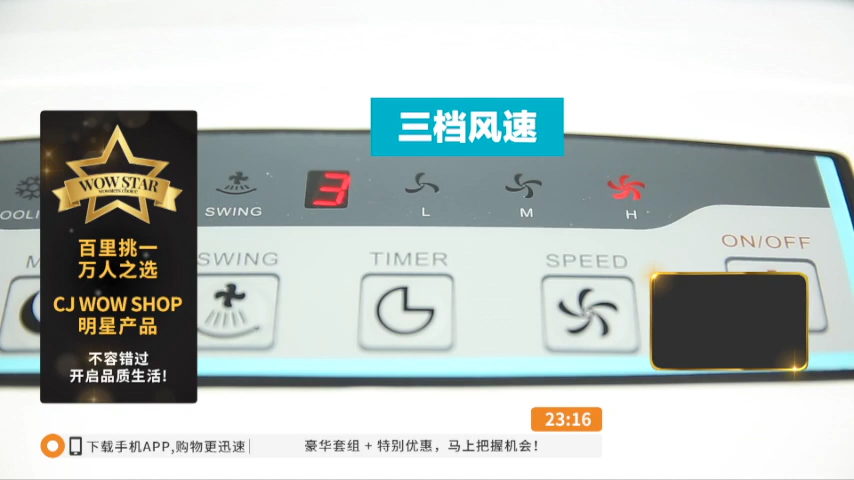 三档风速
WOW STAR
wowsters choice
百里挑一
万人之选
CJ WOW SHOP
明星产品
不容错过
开启品质生活!
SWING
3
L
M
H
ON/OFF
SWING
TIMER
SPEED
23:16
下载手机APP,购物更迅速
豪华套组 + 特别优惠，马上把握机会!